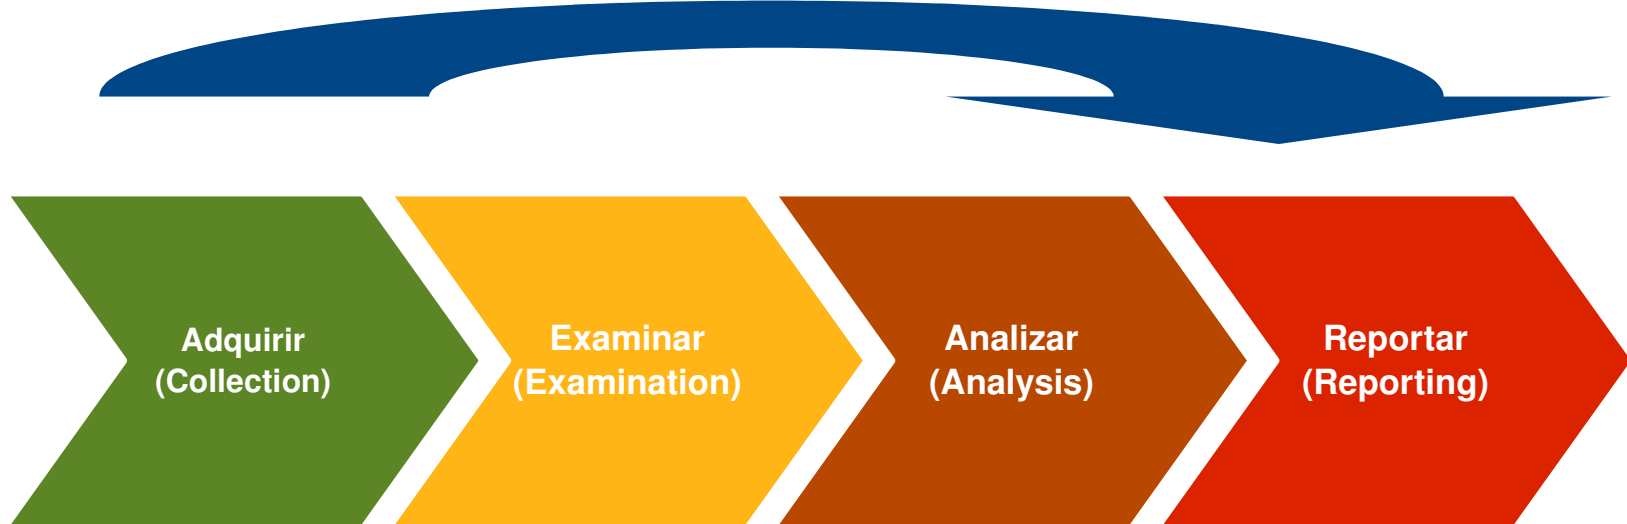 Adquirir
(Collection)
Examinar
(Examination)
Analizar
(Analysis)
Reportar
(Reporting)